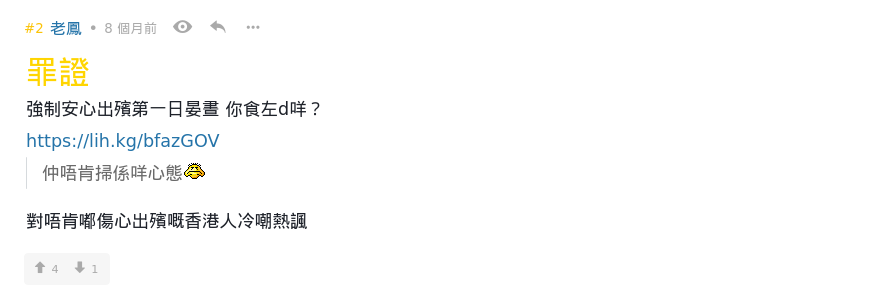 #2 老鳳 • 8 個月前
罪證
強制安心出殯第一日晏晝 你食左d咩？
https://lih.kg/bfazGOV
仲唔肯掃係咩心態
對唔肯嘟傷心出殯嘅香港人冷嘲熱諷
4 1